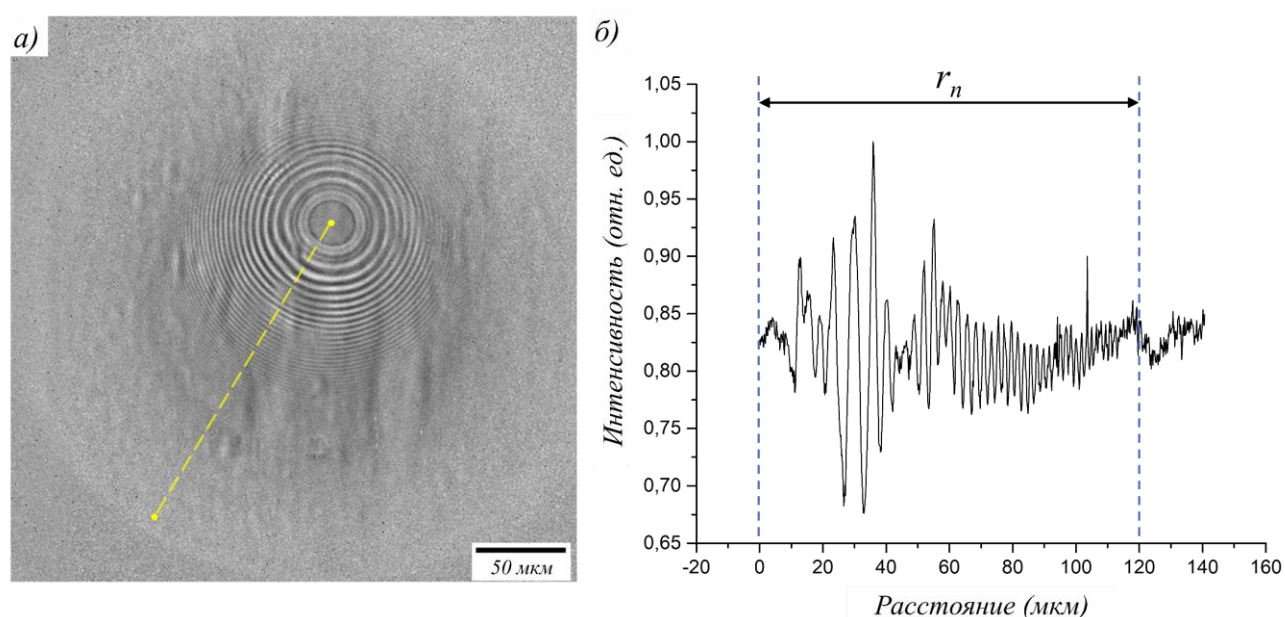 а)
50 мкм
б)
r_n
Интенсивность (отн. ед.)
1,05
1,00
0,95
0,90
0,85
0,80
0,75
0,70
0,65
-20 0 20 40 60 80 100 120 140 160
Расстояние (мкм)